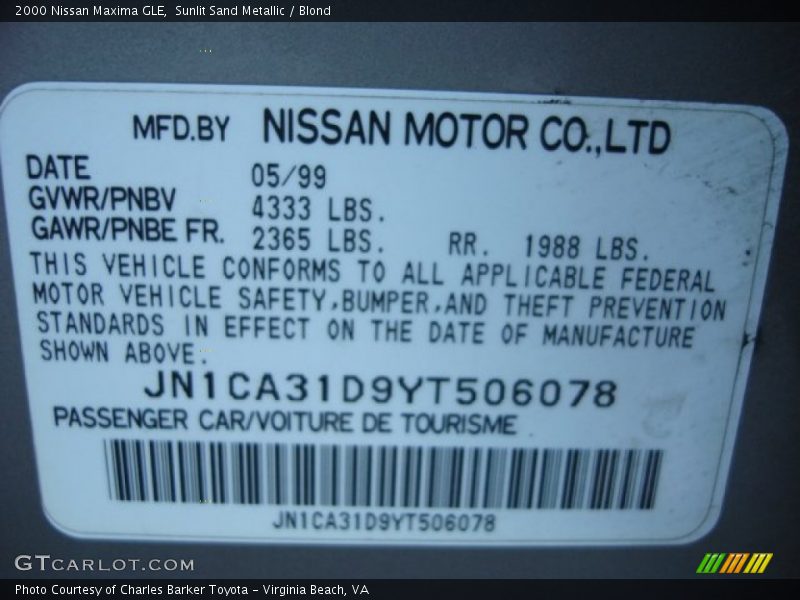 2000 Nissan Maxima GLE,  Sunlit Sand Metallic / Blond
MFD.BY NISSAN MOTOR CO.,LTD
DATE 05/99
GVWR/PNBV 4333 LBS.
GAWR/PNBE FR. 2365 LBS. RR. 1988 LBS.
THIS VEHICLE CONFORMS TO ALL APPLICABLE FEDERAL
MOTOR VEHICLE SAFETY,BUMPER,AND THEFT PREVENTION
STANDARDS IN EFFECT ON THE DATE OF MANUFACTURE
SHOWN ABOVE.
JN1CA31D9YT506078
PASSENGER CAR/VOITURE DE TOURISME
JN1CA31D9YT506078
GTCARLOT.COM
Photo Courtesy of Charles Barker Toyota - Virginia Beach, VA